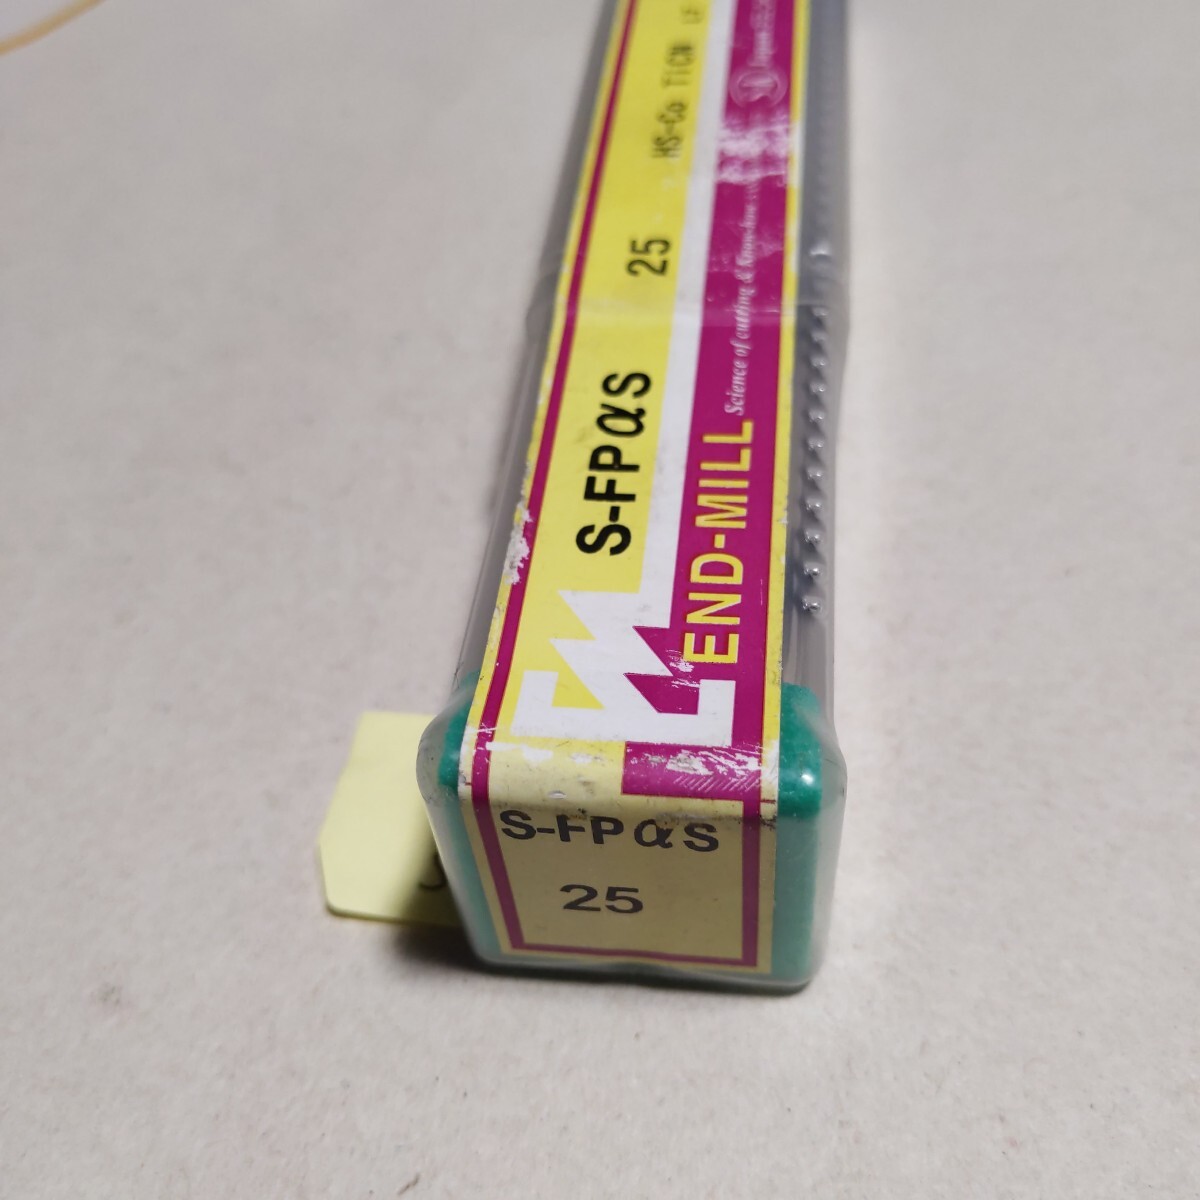 S-FPαS 25 HS-Co TiCN
END-MILL Science of cutting & Know-how
S-FPαS
25